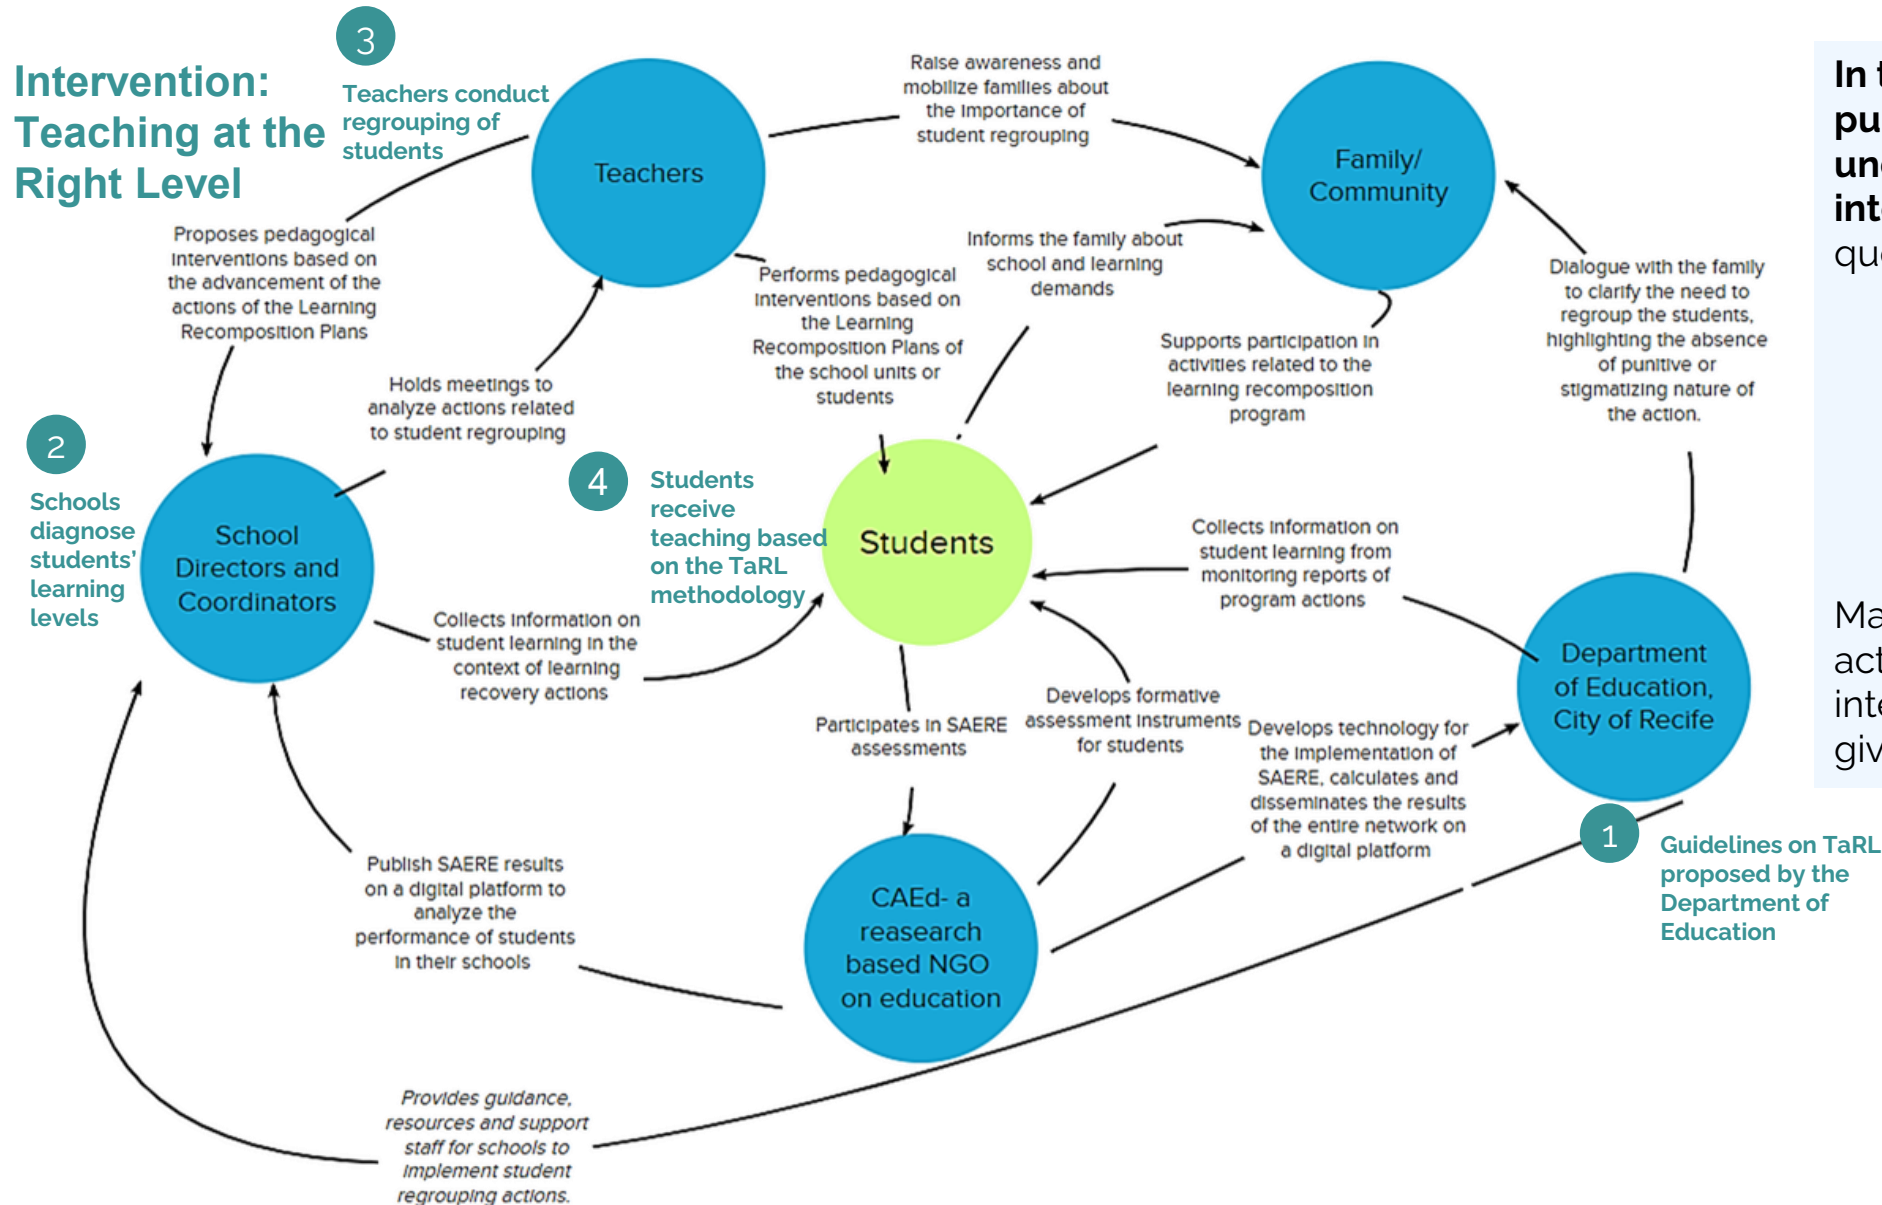 Intervention:
Teaching at the
Right Level
3
Teachers conduct
regrouping of
students
Teachers
Raise awareness and
mobilize families about
the importance of
student regrouping
Family/
Community
Proposes pedagogical
interventions based on
the advancement of the
actions of the Learning
Recomposition Plans
Holds meetings to
analyze actions related
to student regrouping
Performs pedagogical
interventions based on
the Learning
Recomposition Plans of
the school units or
students
Informs the family about
school and learning
demands
Supports participation in
activities related to the
learning recomposition
program
Dialogue with the family
to clarify the need to
regroup the students,
highlighting the absence
of punitive or
stigmatizing nature of
the action.
2
Schools
diagnose
students'
learning
levels
School
Directors and
Coordinators
4
Students
receive
teaching based
on the TaRL
methodology
Students
Collects information on
student learning from
monitoring reports of
program actions
Department
of Education,
City of Recife
Collects information on
student learning in the
context of learning
recovery actions
Participates in SAERE
assessments
Develops formative
assessment instruments
for students
Develops technology for
the implementation of
SAERE, calculates and
disseminates the results
of the entire network on
a digital platform
1
Guidelines on TaRL
proposed by the
Department of
Education
Publish SAERE results
on a digital platform to
analyze the
performance of students
in their schools
CAEd- a
reasearch
based NGO
on education
Provides guidance,
resources and support
staff for schools to
implement student
regrouping actions.
In t
pu
un
int
que
Ma
act
inte
giv